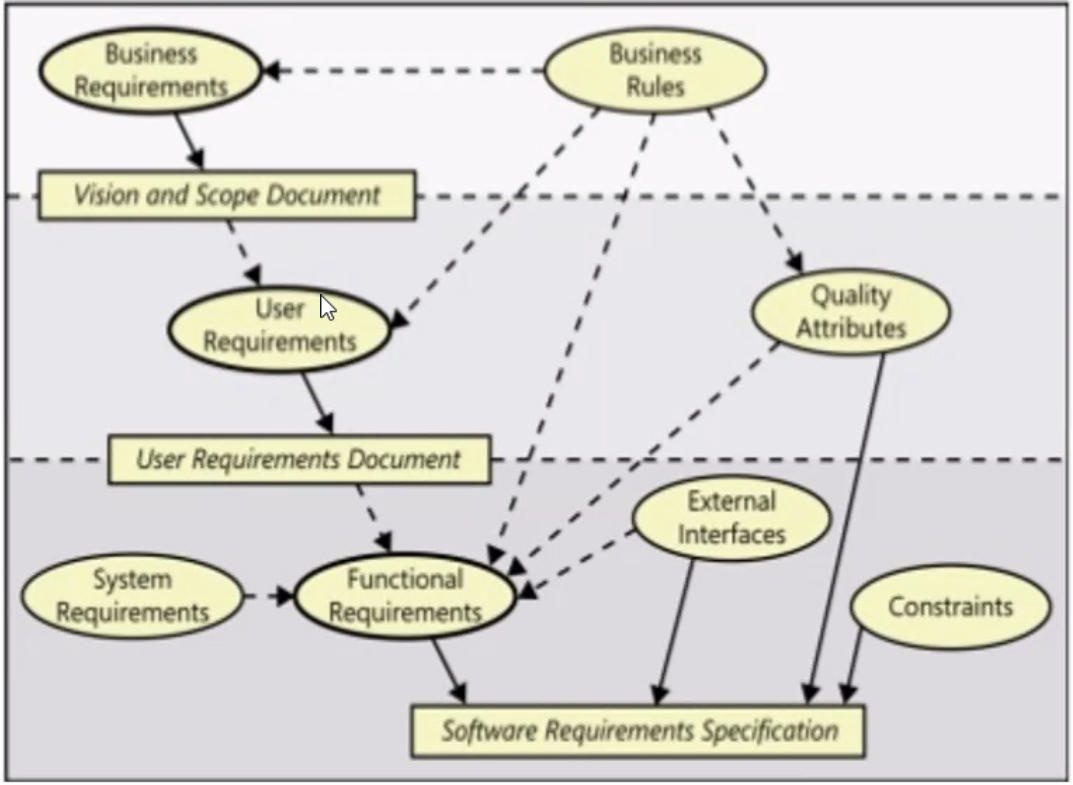 Business
Requirements
Business
Rules
Vision and Scope Document
User
Requirements
Quality
Attributes
User Requirements Document
External
Interfaces
System
Requirements
Functional
Requirements
Constraints
Software Requirements Specification